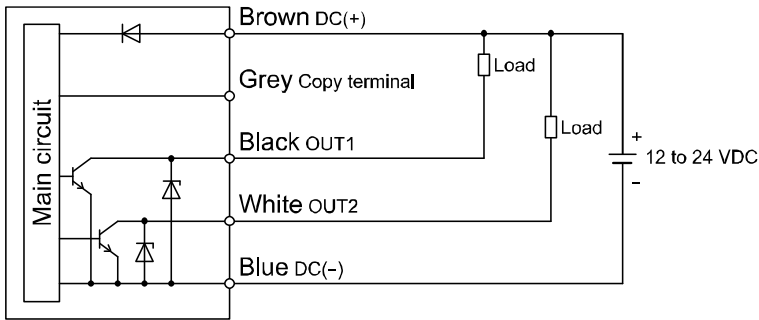 Brown DC(+)
Load
Grey Copy terminal
Load
Main circuit
Black OUT1
+
12 to 24 VDC
−
White OUT2
Blue DC(−)